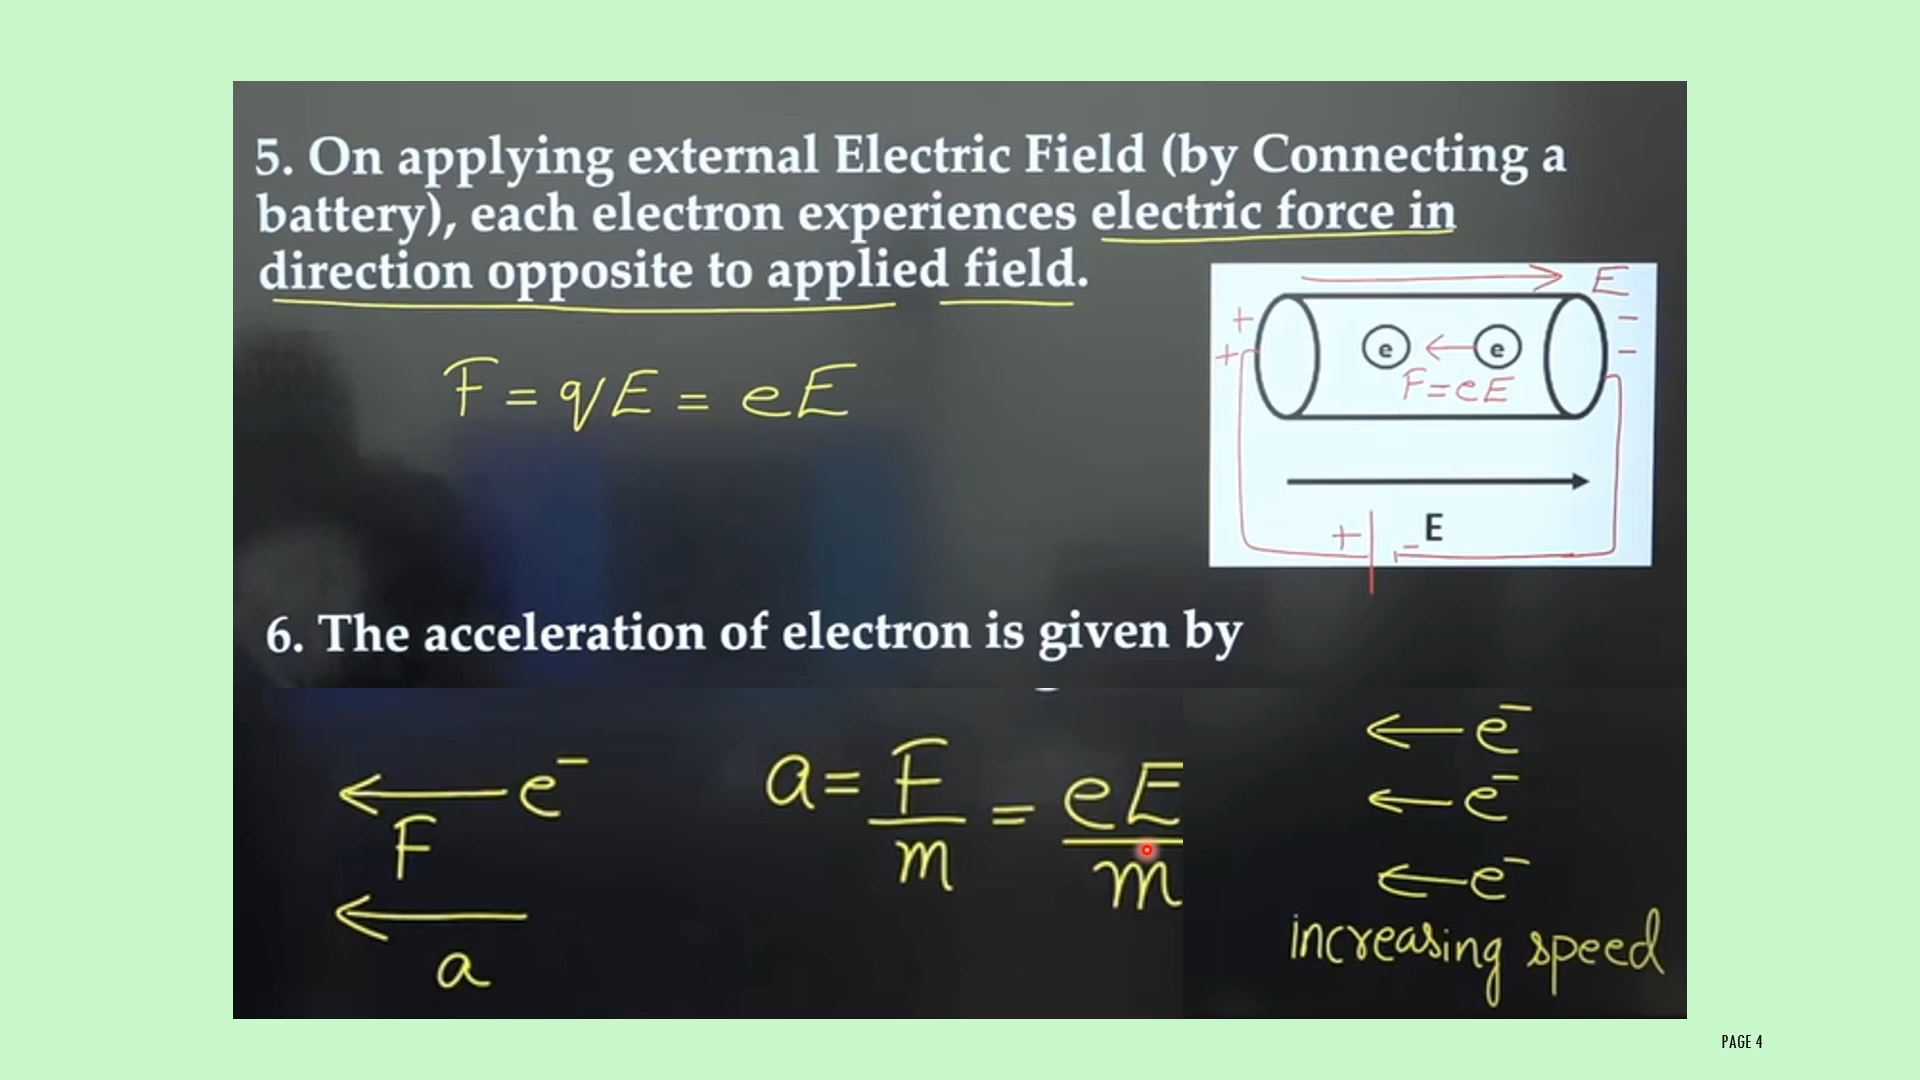 5. On applying external Electric Field (by Connecting a
battery), each electron experiences electric force in
direction opposite to applied field.
F = qE = eE
E
+ −
+ −
e e
F=eE
E
+ −
6. The acceleration of electron is given by
e⁻
F
a
a = F/m = eE/m
e⁻
e⁻
e⁻
increasing speed
PAGE 4